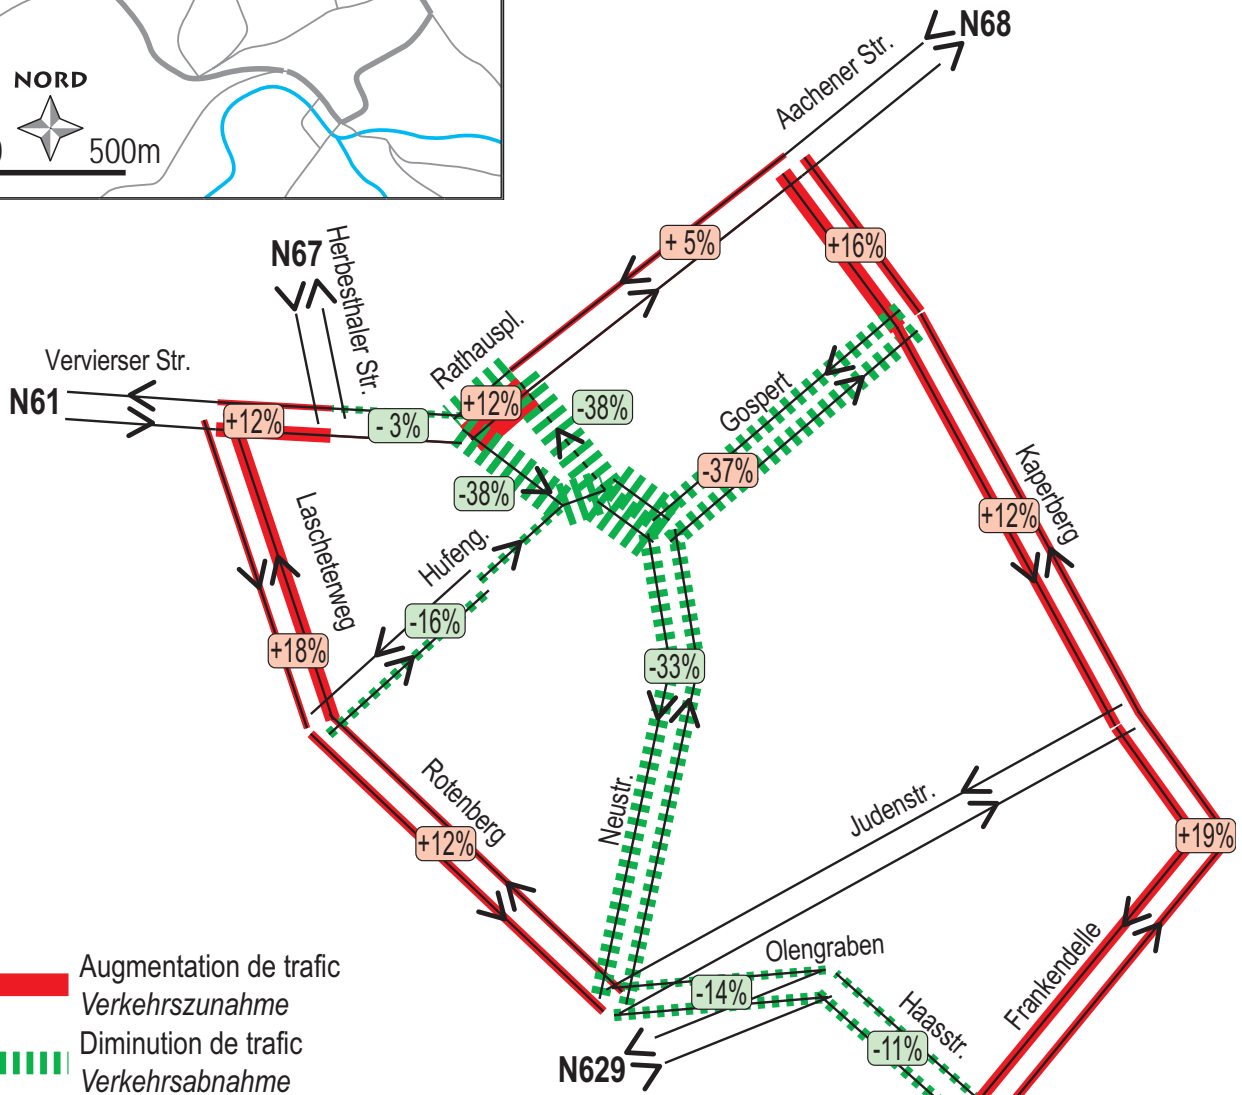 NORD
500m
N68
Aachener Str.
+ 5%
+16%
N67
Herbesthaler Str.
Vervierser Str.
N61
+12%
- 3%
Rathauspl.
+12%
-38%
-38%
Gospert
-37%
Kaperberg
+12%
Lascheterweg
+18%
Hufeng.
-16%
-33%
Neustr.
Rotenberg
+12%
Judenstr.
+19%
Frankendelle
Olengraben
-14%
Haasstr.
-11%
N629
Augmentation de trafic
Verkehrszunahme
Diminution de trafic
Verkehrsabnahme